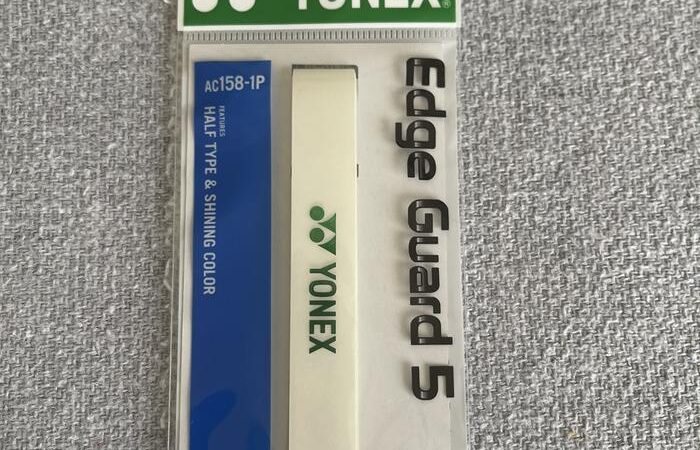 YONEX®
AC158-1P
FEATURES
HALF TYPE & SHINING COLOR
YONEX
Edge Guard 5